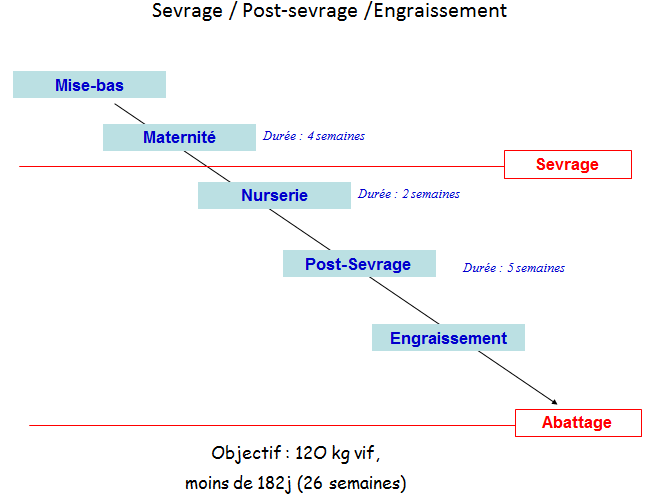 Sevrage / Post-sevrage /Engraissement
Mise-bas
Maternité
Durée : 4 semaines
Sevrage
Nurserie
Durée : 2 semaines
Post-Sevrage
Durée : 5 semaines
Engraissement
Abattage
Objectif : 120 kg vif,
moins de 182j (26 semaines)